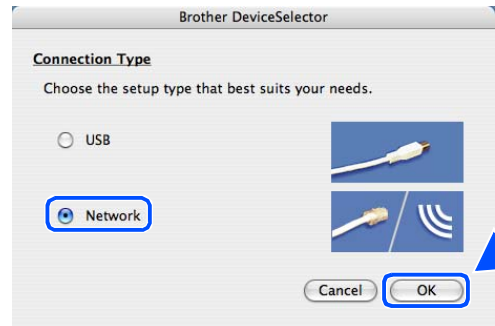 Brother DeviceSelector
Connection Type
Choose the setup type that best suits your needs.
USB
Network
Cancel
OK